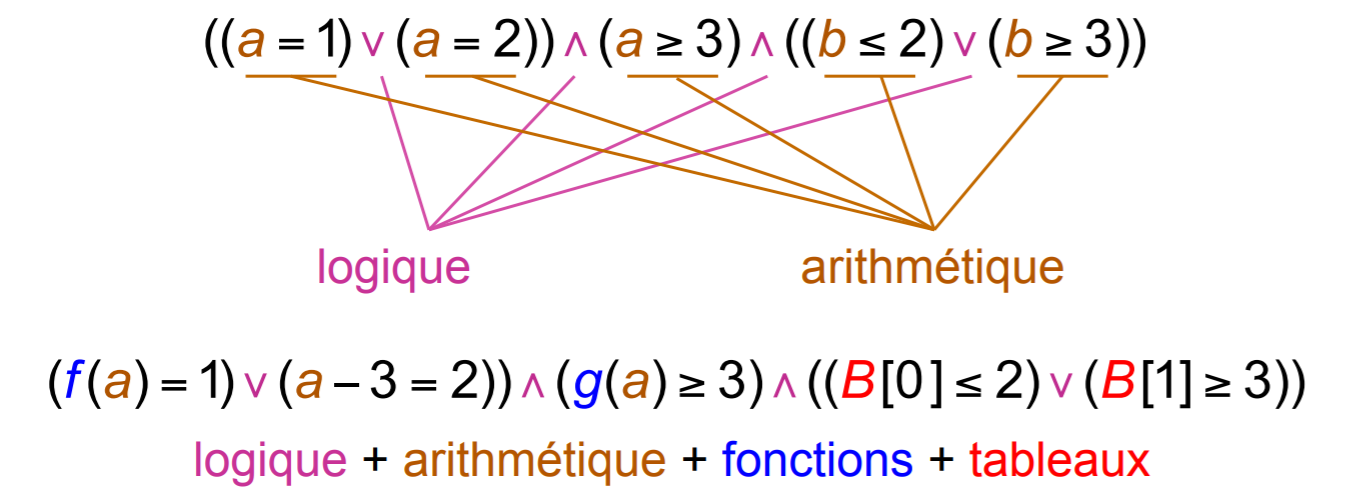 ((a = 1) ∨ (a = 2)) ∧ (a ≥ 3) ∧ ((b ≤ 2) ∨ (b ≥ 3))
logique arithmétique
(f(a) = 1) ∨ (a – 3 = 2)) ∧ (g(a) ≥ 3) ∧ ((B[0] ≤ 2) ∨ (B[1] ≥ 3))
logique + arithmétique + fonctions + tableaux